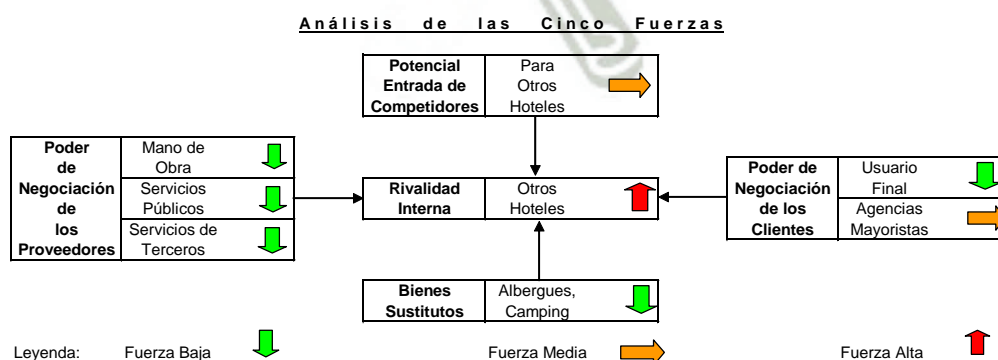 Análisis de las Cinco Fuerzas
Potencial
Entrada de
Competidores
Para
Otros
Hoteles
Poder
de
Negociación
de
los
Proveedores
Mano de
Obra
Servicios
Públicos
Servicios de
Terceros
Rivalidad
Interna
Otros
Hoteles
Poder de
Negociación
de los
Clientes
Usuario
Final
Agencias
Mayoristas
Bienes
Sustitutos
Albergues,
Camping
Leyenda: Fuerza Baja Fuerza Media Fuerza Alta